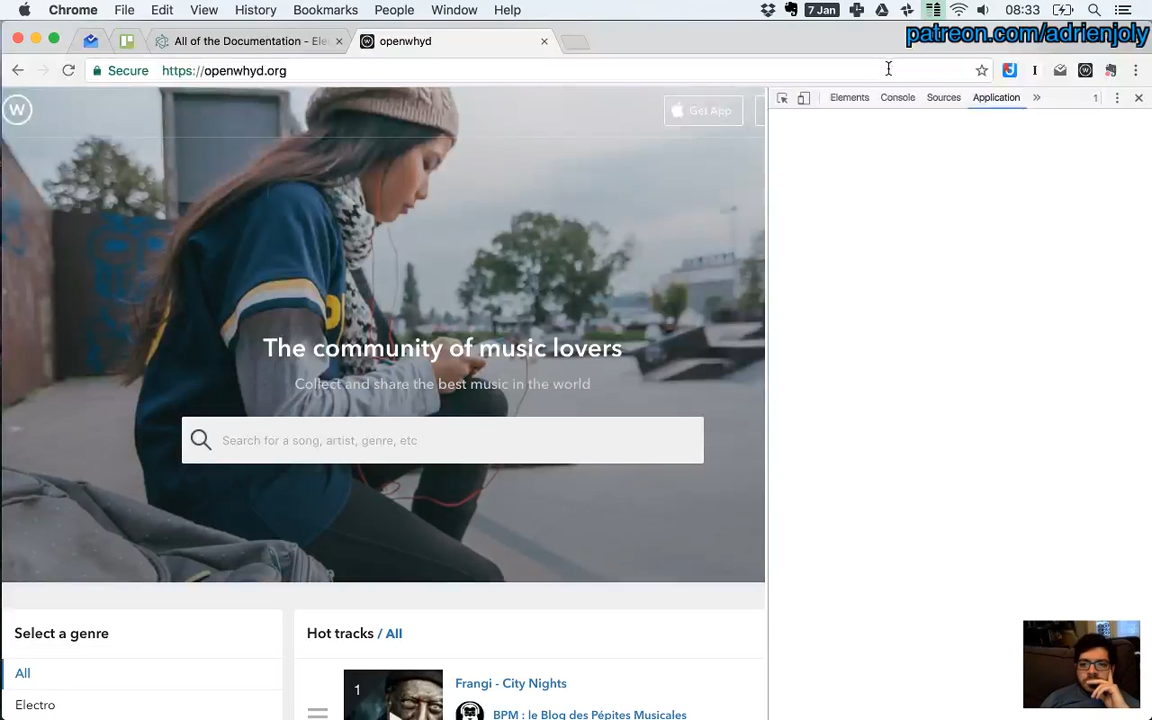 Chrome File Edit View History Bookmarks People Window Help 7 Jan 08:33
patreon.com/adrienjoly
All of the Documentation - Ele × openwhyd ×
Secure https://openwhyd.org
W Get App Elements Console Sources Application » 1 ×
The community of music lovers
Collect and share the best music in the world
Search for a song, artist, genre, etc
Select a genre
Hot tracks / All
All
Frangi - City Nights
1
Electro
BPM : le Blog des Pépites Musicales